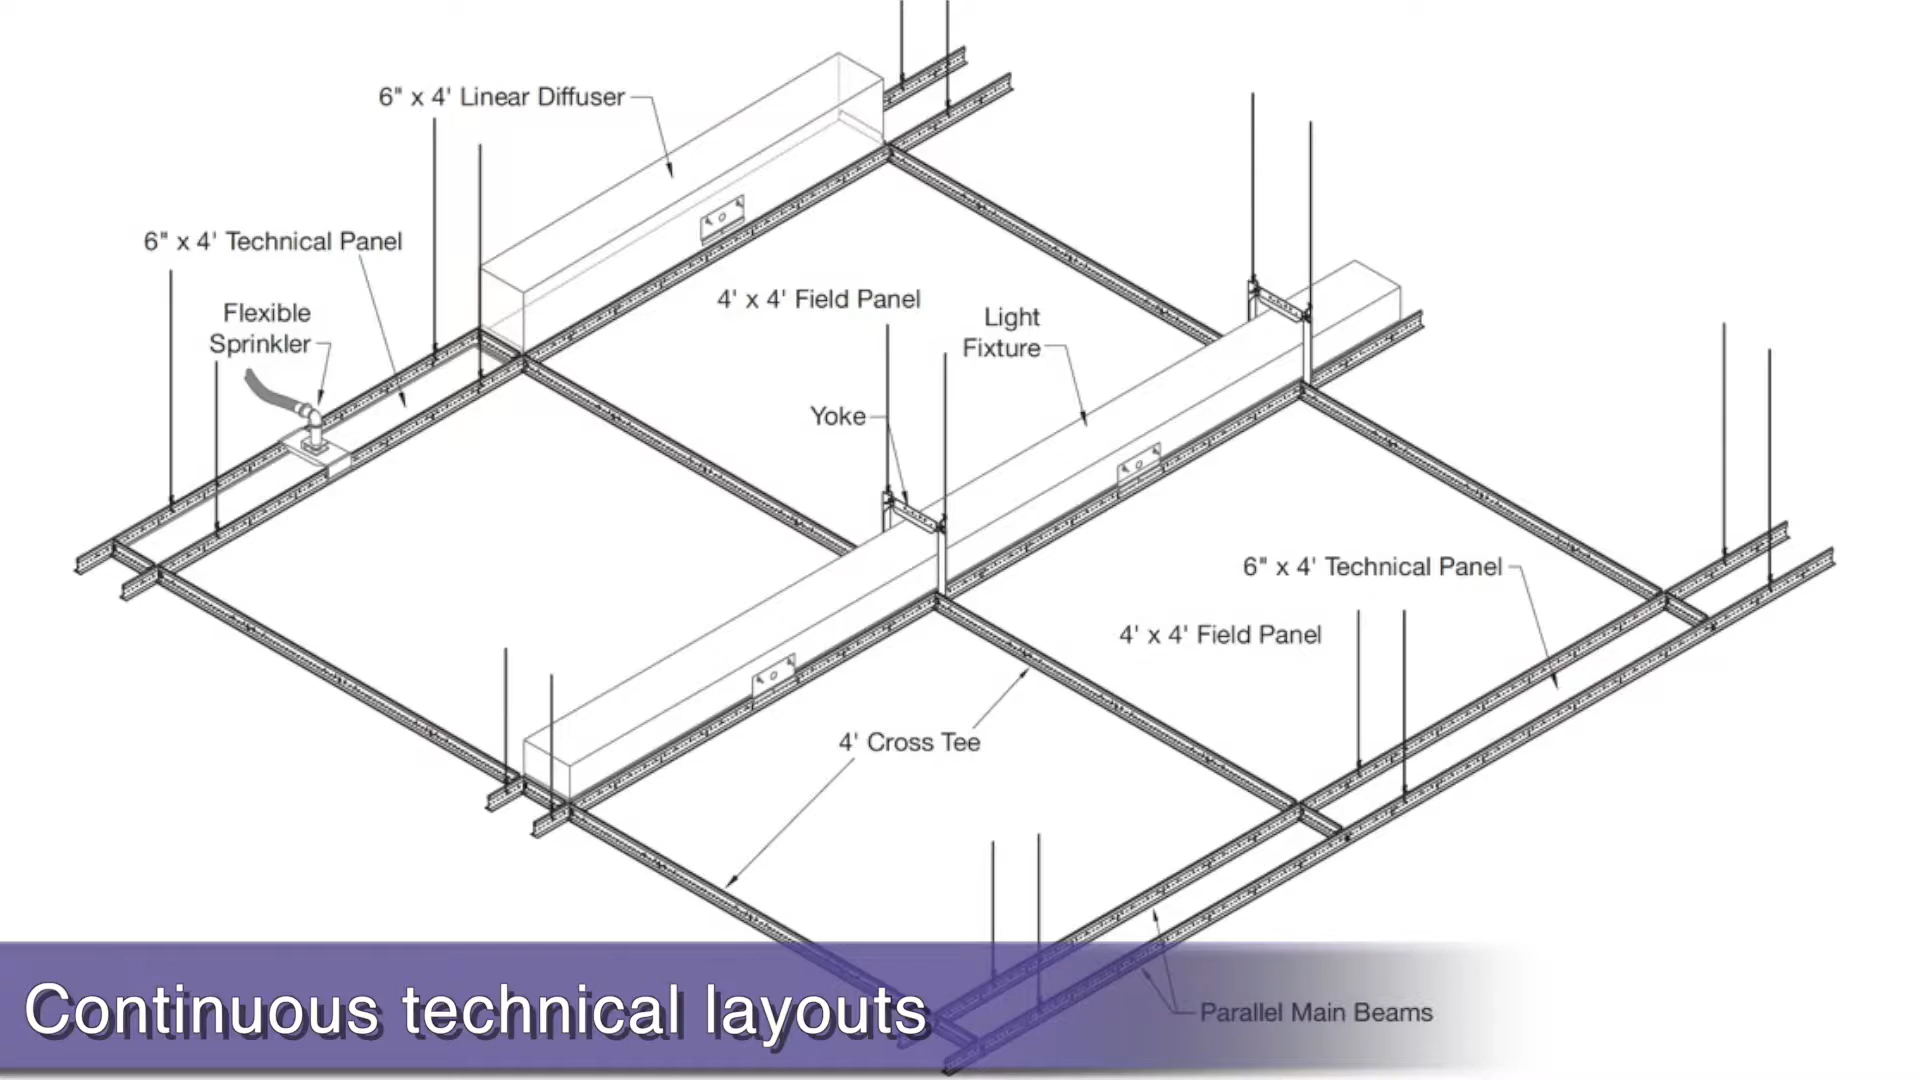 6" x 4' Linear Diffuser
6" x 4' Technical Panel
Flexible
Sprinkler
4' x 4' Field Panel
Light
Fixture
Yoke
6" x 4' Technical Panel
4' x 4' Field Panel
4' Cross Tee
Parallel Main Beams
Continuous technical layouts